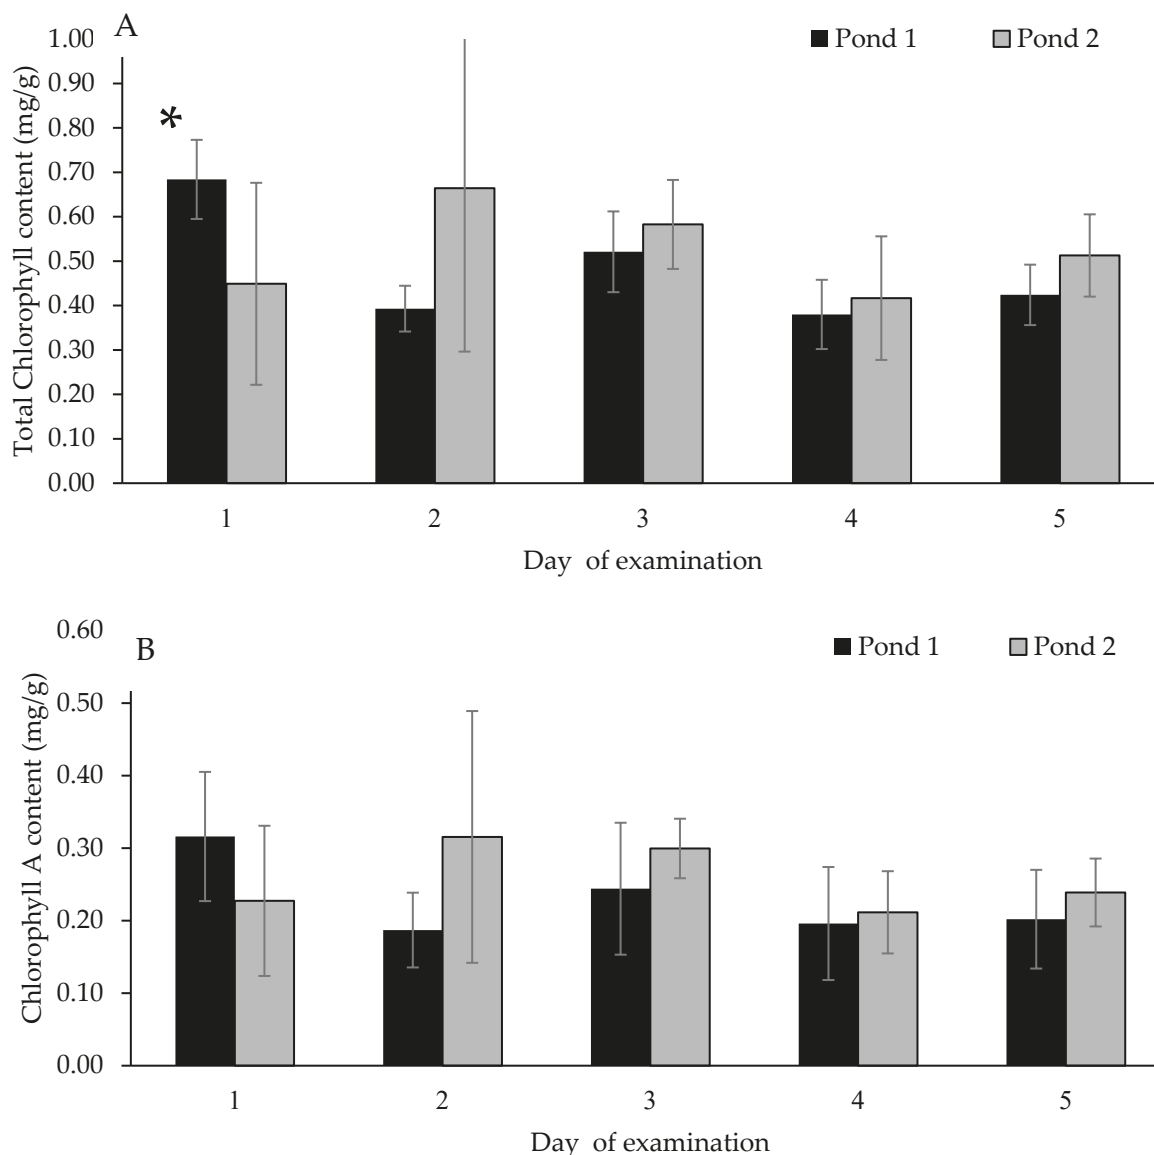 A
Pond 1 Pond 2
Total Chlorophyll content (mg/g)
1.00
0.90
0.80
0.70
0.60
0.50
0.40
0.30
0.20
0.10
0.00
*
1 2 3 4 5
Day of examination
B
Pond 1 Pond 2
Chlorophyll A content (mg/g)
0.60
0.50
0.40
0.30
0.20
0.10
0.00
1 2 3 4 5
Day of examination